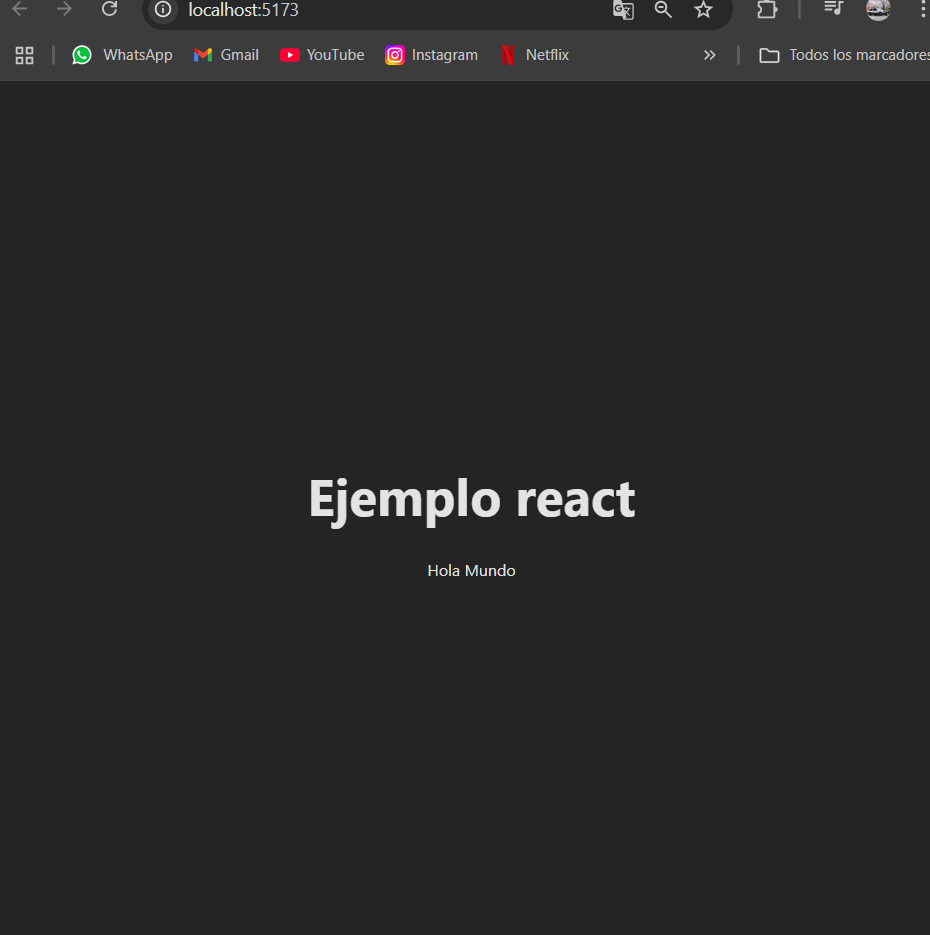 localhost:5173
WhatsApp Gmail YouTube Instagram Netflix » Todos los marcadores
Ejemplo react
Hola Mundo